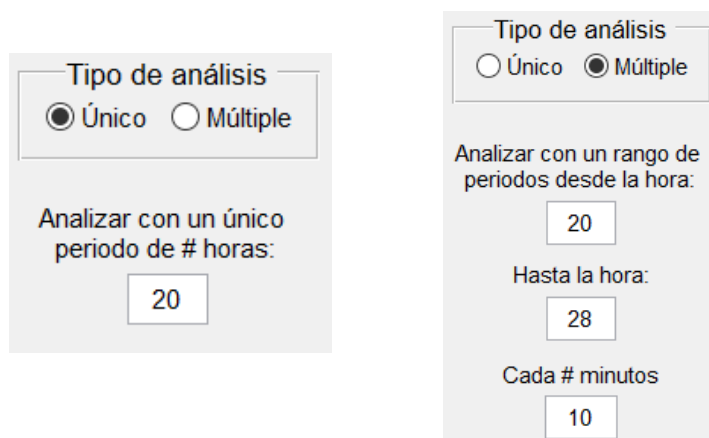 Tipo de análisis
Único Múltiple
Analizar con un único
periodo de # horas:
20
Tipo de análisis
Único Múltiple
Analizar con un rango de
periodos desde la hora:
20
Hasta la hora:
28
Cada # minutos
10